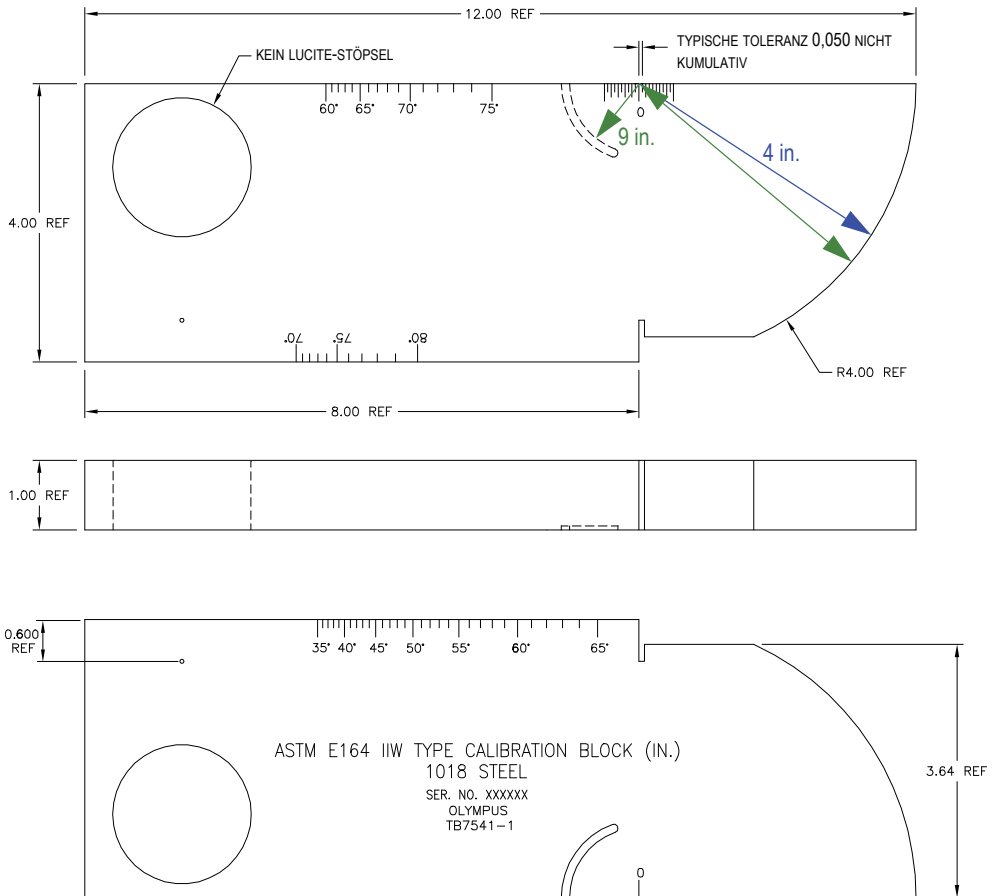 12.00 REF
TYPISCHE TOLERANZ 0,050 NICHT
KUMULATIV
KEIN LUCITE-STÖPSEL
60° 65° 70° 75°
0
9 in.
4 in.
4.00 REF
70° 75° 80°
R4.00 REF
8.00 REF
1.00 REF
0.600
REF
35° 40° 45° 50° 55° 60° 65°
ASTM E164 IIW TYPE CALIBRATION BLOCK (IN.)
1018 STEEL
SER. NO. XXXXXX
OLYMPUS
TB7541-1
3.64 REF
0